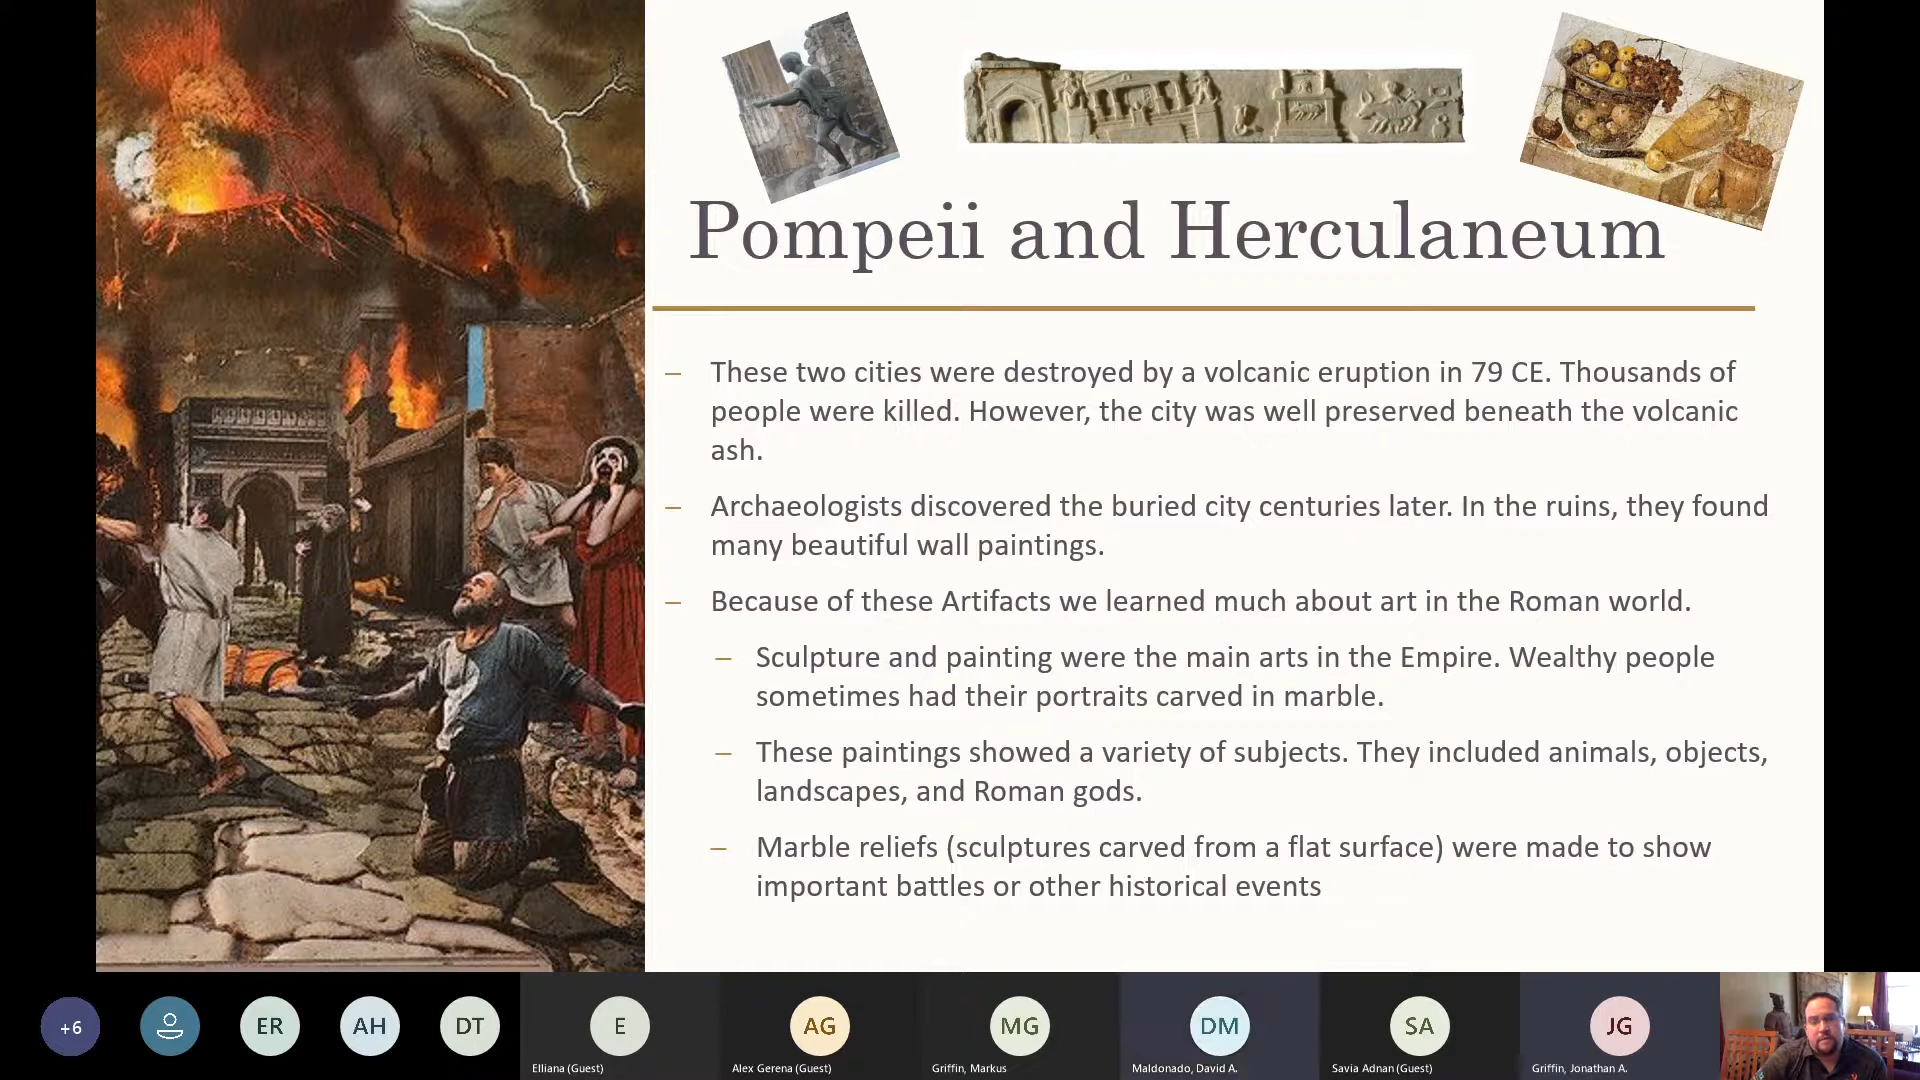 Pompeii and Herculaneum
– These two cities were destroyed by a volcanic eruption in 79 CE. Thousands of
people were killed. However, the city was well preserved beneath the volcanic
ash.
– Archaeologists discovered the buried city centuries later. In the ruins, they found
many beautiful wall paintings.
– Because of these Artifacts we learned much about art in the Roman world.
– Sculpture and painting were the main arts in the Empire. Wealthy people
sometimes had their portraits carved in marble.
– These paintings showed a variety of subjects. They included animals, objects,
landscapes, and Roman gods.
– Marble reliefs (sculptures carved from a flat surface) were made to show
important battles or other historical events
+6
ER
AH
DT
E
AG
MG
DM
SA
JG
Elliana (Guest)
Alex Gerena (Guest)
Griffin, Markus
Maldonado, David A.
Savia Adnan (Guest)
Griffin, Jonathan A.